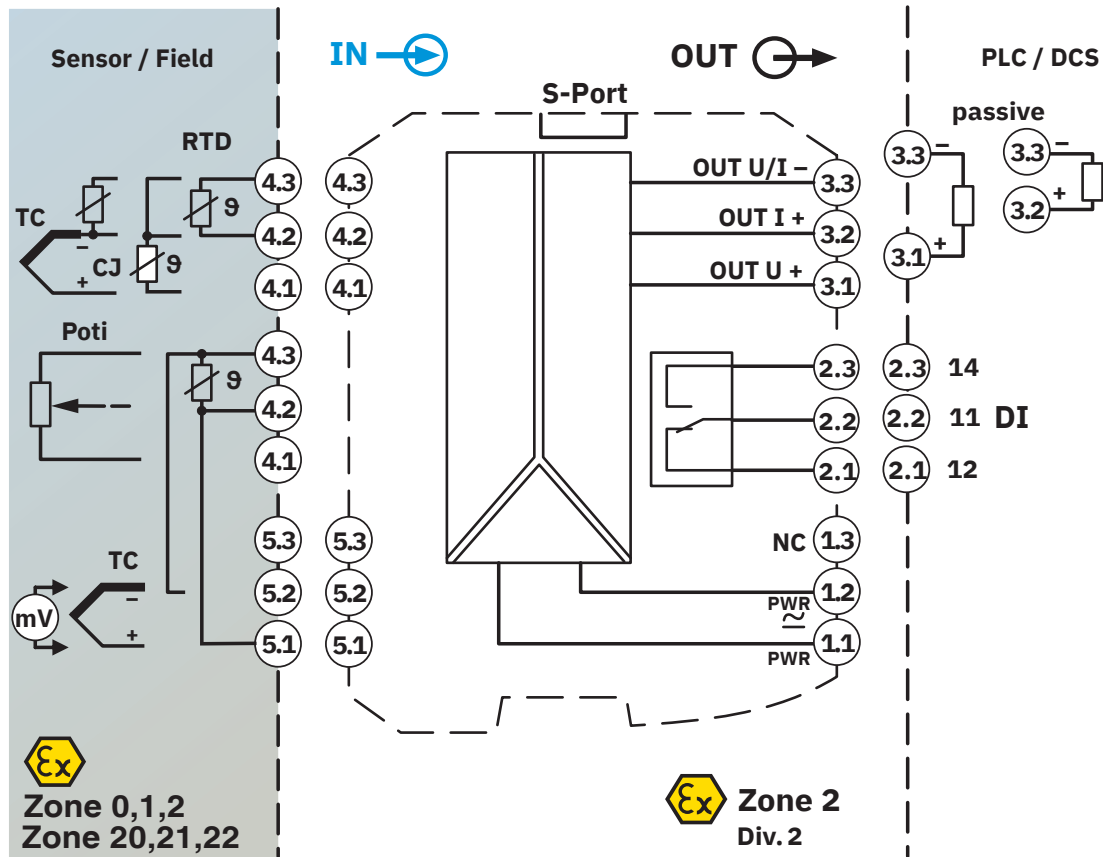 Sensor / Field
IN
OUT
PLC / DCS
S-Port
passive
RTD
TC
–
+
CJ
ϑ
ϑ
4.3
4.2
4.1
4.3
4.2
4.1
OUT U/I –
OUT I +
OUT U +
3.3
3.2
3.1
3.3
–
3.1
+
3.3
–
3.2
+
Poti
ϑ
4.3
4.2
4.1
2.3
2.2
2.1
2.3
14
2.2
11
DI
2.1
12
TC
mV
–
+
5.3
5.2
5.1
5.3
5.2
5.1
NC
1.3
PWR
1.2
PWR
1.1
Ex
Zone 0,1,2
Zone 20,21,22
Ex
Zone 2
Div. 2